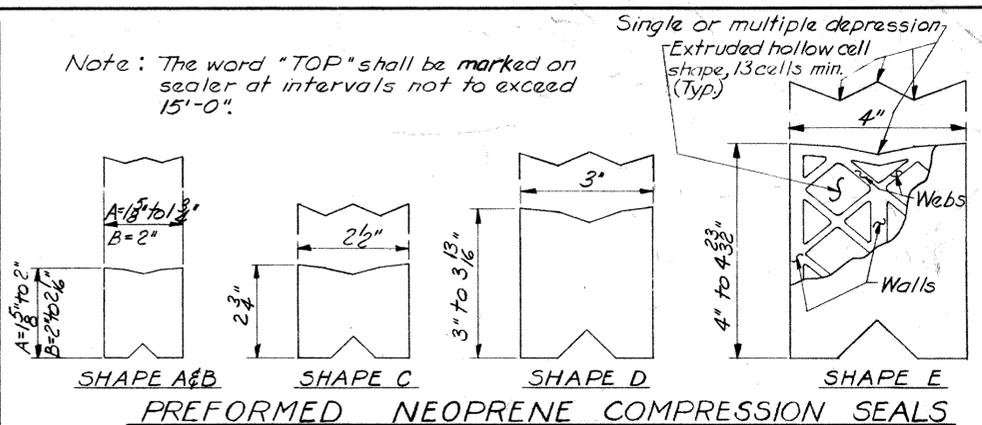 Single or multiple depression
Extruded hollow cell
shape, 13 cells min.
(Typ.)
Note: The word "TOP" shall be marked on
sealer at intervals not to exceed
15'-0".
4"
A=1 5/8" to 1 3/4"
B=2"
2 1/2"
3"
Webs
Walls
A=1 5/8" to 2"
B=2" to 2 1/16"
2 3/4"
3" to 3 13/16"
4" to 4 23/32"
SHAPE A&B
SHAPE C
SHAPE D
SHAPE E
PREFORMED NEOPRENE COMPRESSION SEALS